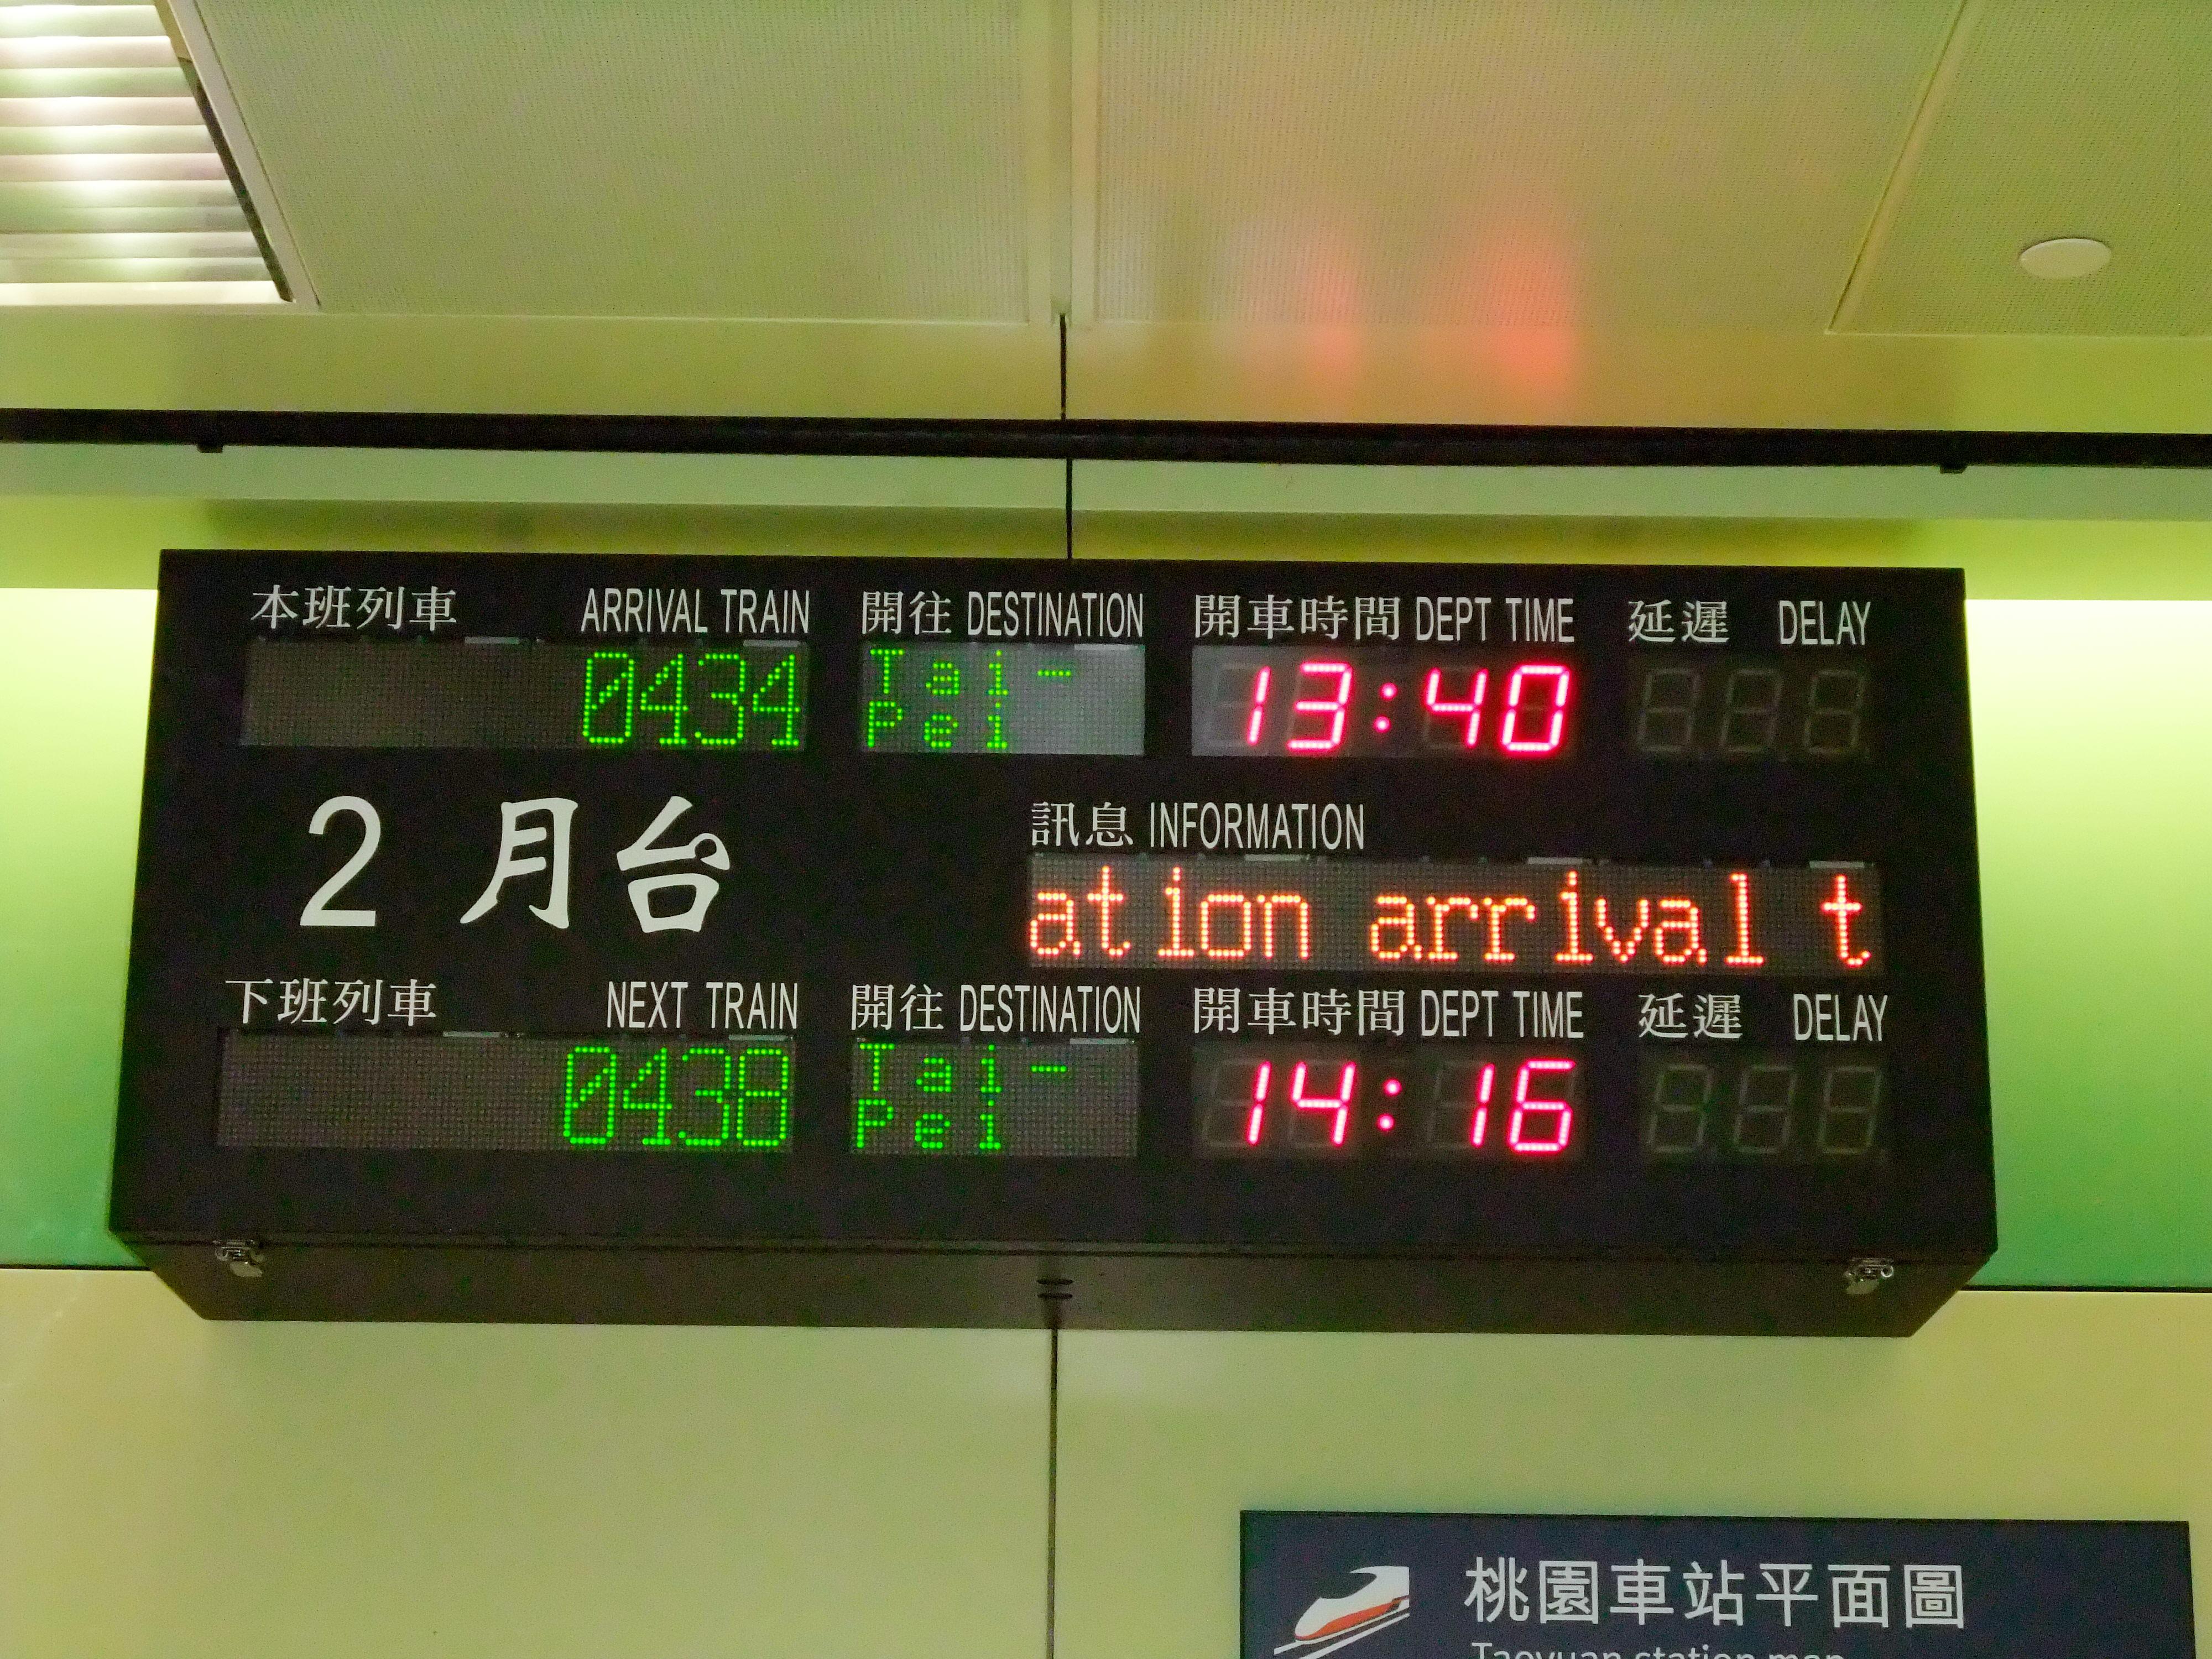 本班列車 ARRIVAL TRAIN 開往 DESTINATION 開車時間 DEPT TIME 延遲 DELAY
0434 Tai- 13:40
Pei
2 月台
訊息 INFORMATION
ation arrival t
下班列車 NEXT TRAIN 開往 DESTINATION 開車時間 DEPT TIME 延遲 DELAY
0438 Tai- 14:16
Pei
桃園車站平面圖
Taoyuan station map